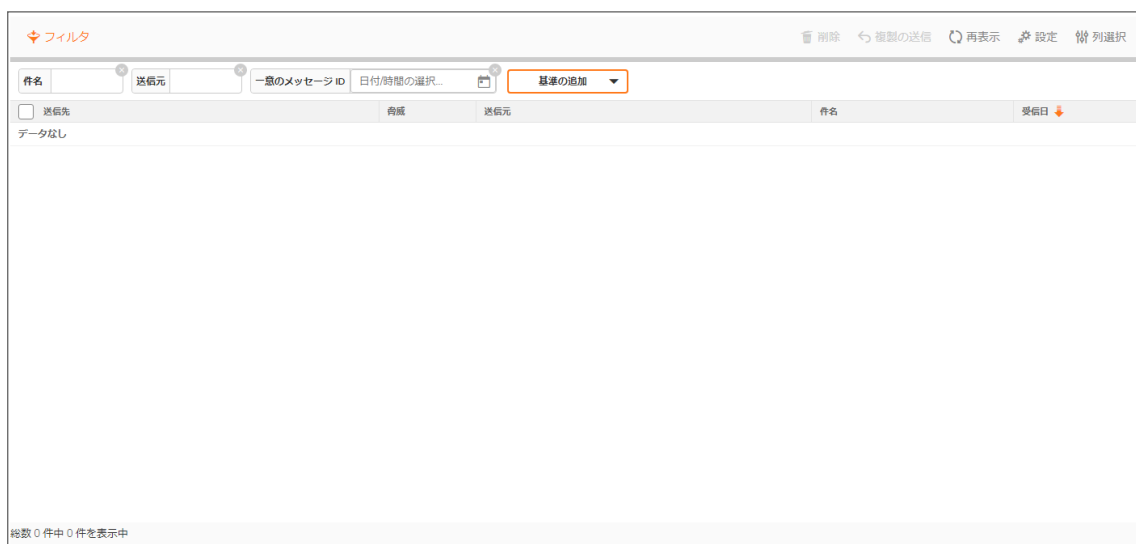 フィルタ 削除 複製の送信 再表示 設定 列選択
件名 送信元 一意のメッセージ ID 日付/時間の選択... 基準の追加
送信先 脅威 送信元 件名 受信日
データなし
総数 0 件中 0 件を表示中